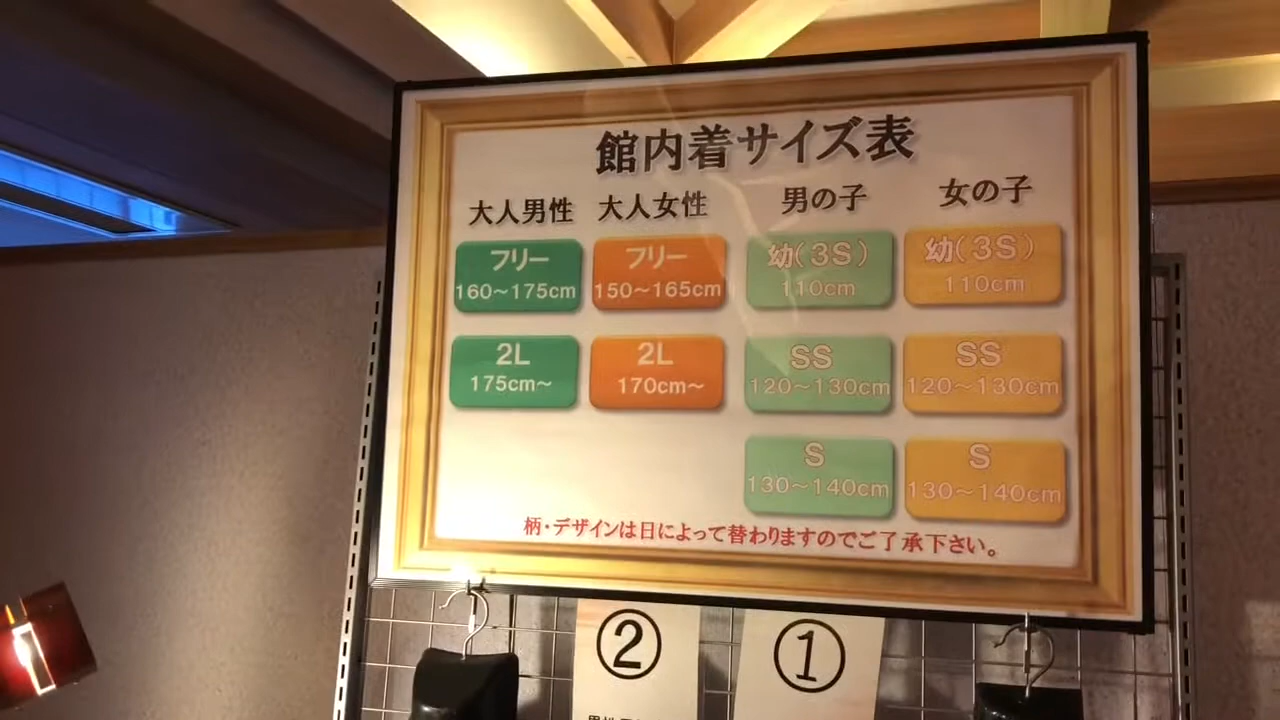 館内着サイズ表
大人男性 大人女性 男の子 女の子
フリー フリー 幼(3S) 幼(3S)
160～175cm 150～165cm 110cm 110cm
2L 2L SS SS
175cm～ 170cm～ 120～130cm 120～130cm
S S
130～140cm 130～140cm
柄・デザインは日によって替わりますのでご了承下さい。
② ①